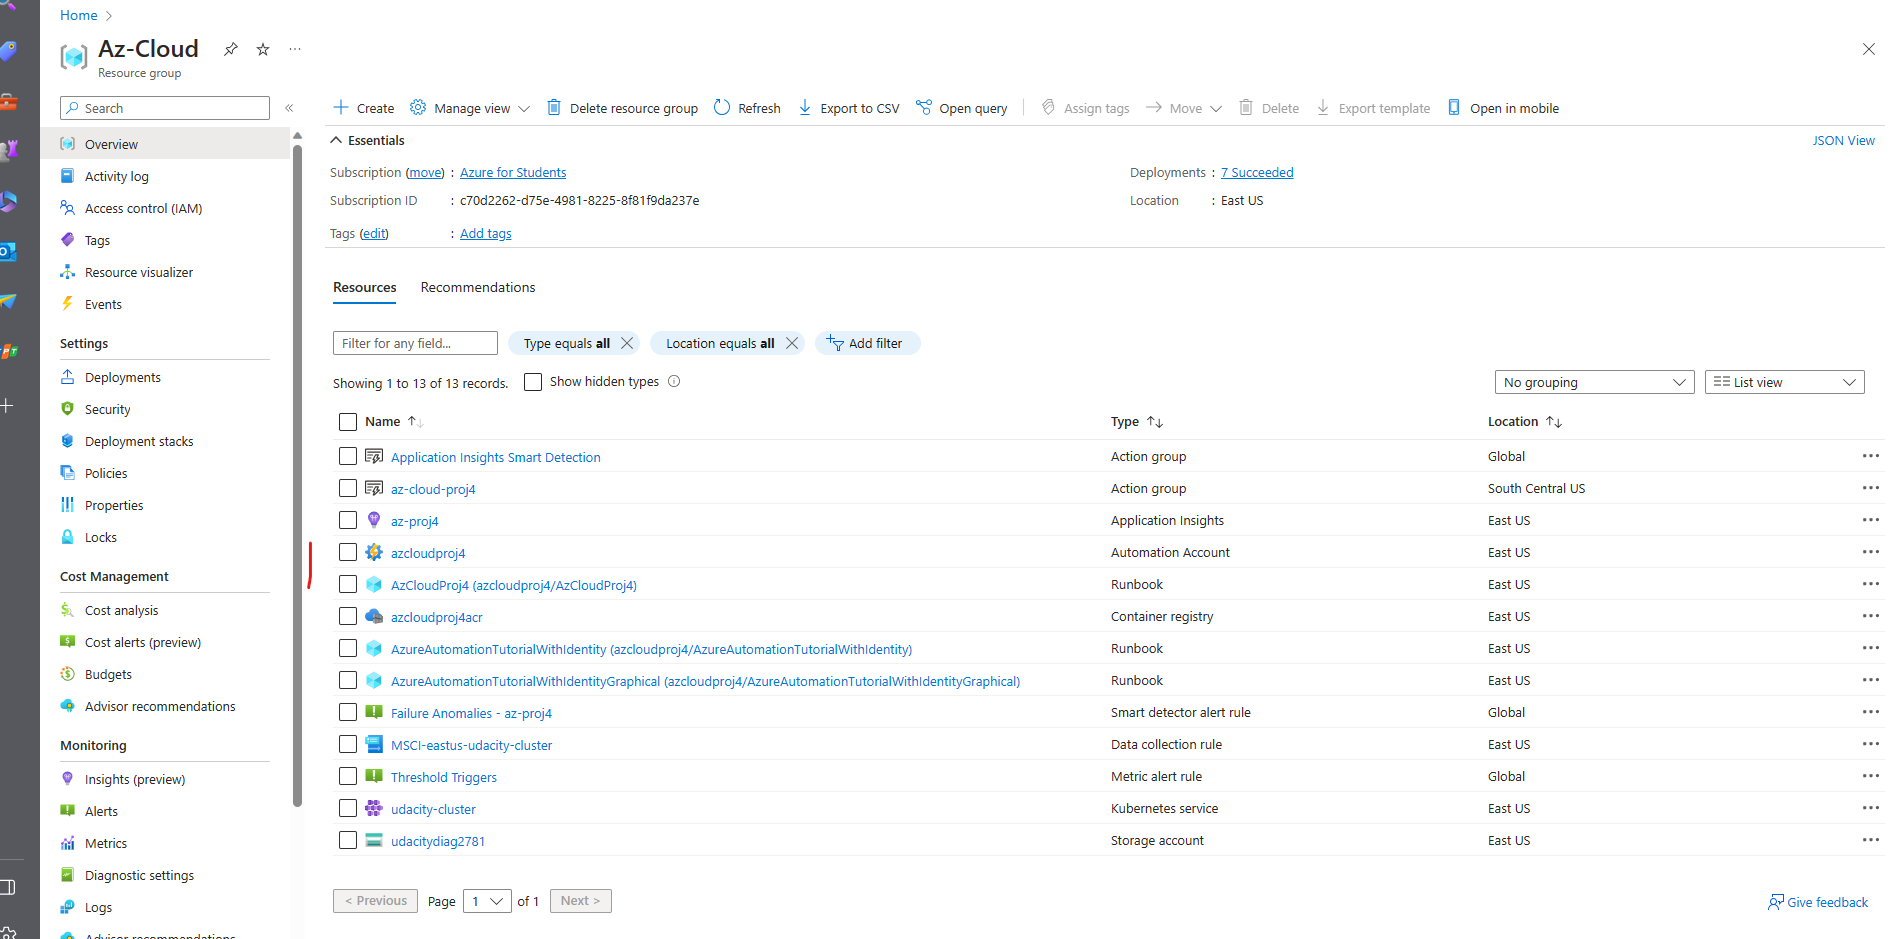 Home
Az-Cloud
Resource group
Search
Create
Manage view
Delete resource group
Refresh
Export to CSV
Open query
Assign tags
Move
Delete
Export template
Open in mobile
Overview
Activity log
Access control (IAM)
Tags
Resource visualizer
Events
Settings
Deployments
Security
Deployment stacks
Policies
Properties
Locks
Cost Management
Cost analysis
Cost alerts (preview)
Budgets
Advisor recommendations
Monitoring
Insights (preview)
Alerts
Metrics
Diagnostic settings
Logs
Advisor recommendations
Essentials
JSON View
Subscription (move) : Azure for Students
Deployments : 7 Succeeded
Subscription ID : c70d2262-d75e-4981-8225-8f81f9da237e
Location : East US
Tags (edit) : Add tags
Resources Recommendations
Filter for any field...
Type equals all
Location equals all
Add filter
Showing 1 to 13 of 13 records.
Show hidden types
No grouping
List view
Name Type Location
Application Insights Smart Detection Action group Global
az-cloud-proj4 Action group South Central US
az-proj4 Application Insights East US
azcloudproj4 Automation Account East US
AzCloudProj4 (azcloudproj4/AzCloudProj4) Runbook East US
azcloudproj4acr Container registry East US
AzureAutomationTutorialWithIdentity (azcloudproj4/AzureAutomationTutorialWithIdentity) Runbook East US
AzureAutomationTutorialWithIdentityGraphical (azcloudproj4/AzureAutomationTutorialWithIdentityGraphical) Runbook East US
Failure Anomalies - az-proj4 Smart detector alert rule Global
MSCI-eastus-udacity-cluster Data collection rule East US
Threshold Triggers Metric alert rule Global
udacity-cluster Kubernetes service East US
udacitydiag2781 Storage account East US
< Previous Page 1 of 1 Next >
Give feedback